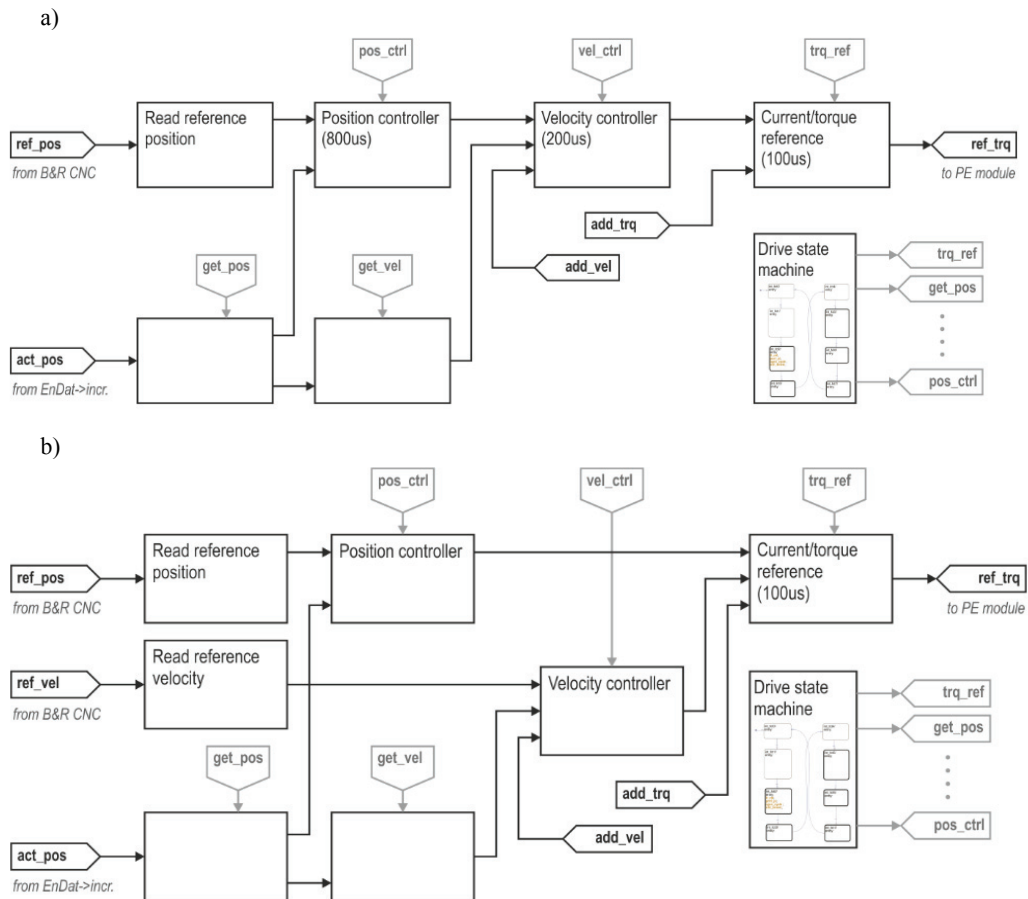 a)
pos_ctrl
vel_ctrl
trq_ref
Read reference
position
Position controller
(800us)
Velocity controller
(200us)
Current/torque
reference
(100us)
ref_pos
from B&R CNC
ref_trq
to PE module
add_trq
add_vel
get_pos
get_vel
Drive state
machine
trq_ref
get_pos
pos_ctrl
act_pos
from EnDat->incr.
b)
pos_ctrl
vel_ctrl
trq_ref
Read reference
position
Position controller
Current/torque
reference
(100us)
ref_pos
from B&R CNC
ref_trq
to PE module
Read reference
velocity
ref_vel
from B&R CNC
Velocity controller
Drive state
machine
trq_ref
get_pos
pos_ctrl
get_pos
get_vel
add_trq
add_vel
act_pos
from EnDat->incr.